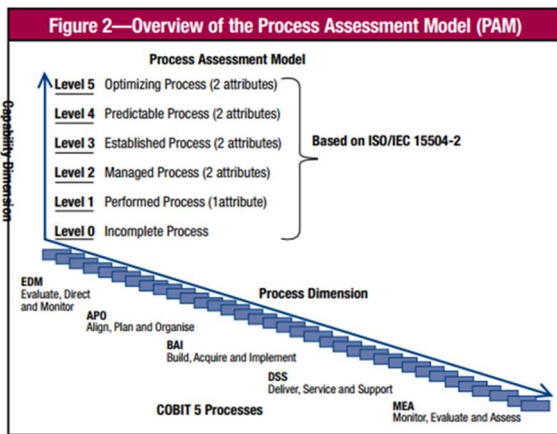 Figure 2—Overview of the Process Assessment Model (PAM)
Process Assessment Model
Level 5 Optimizing Process (2 attributes)
Level 4 Predictable Process (2 attributes)
Level 3 Established Process (2 attributes)
Level 2 Managed Process (2 attributes)
Level 1 Performed Process (1attribute)
Level 0 Incomplete Process
Based on ISO/IEC 15504-2
Capability Dimension
Process Dimension
EDM
Evaluate, Direct
and Monitor
APO
Align, Plan and Organise
BAI
Build, Acquire and Implement
DSS
Deliver, Service and Support
MEA
Monitor, Evaluate and Assess
COBIT 5 Processes